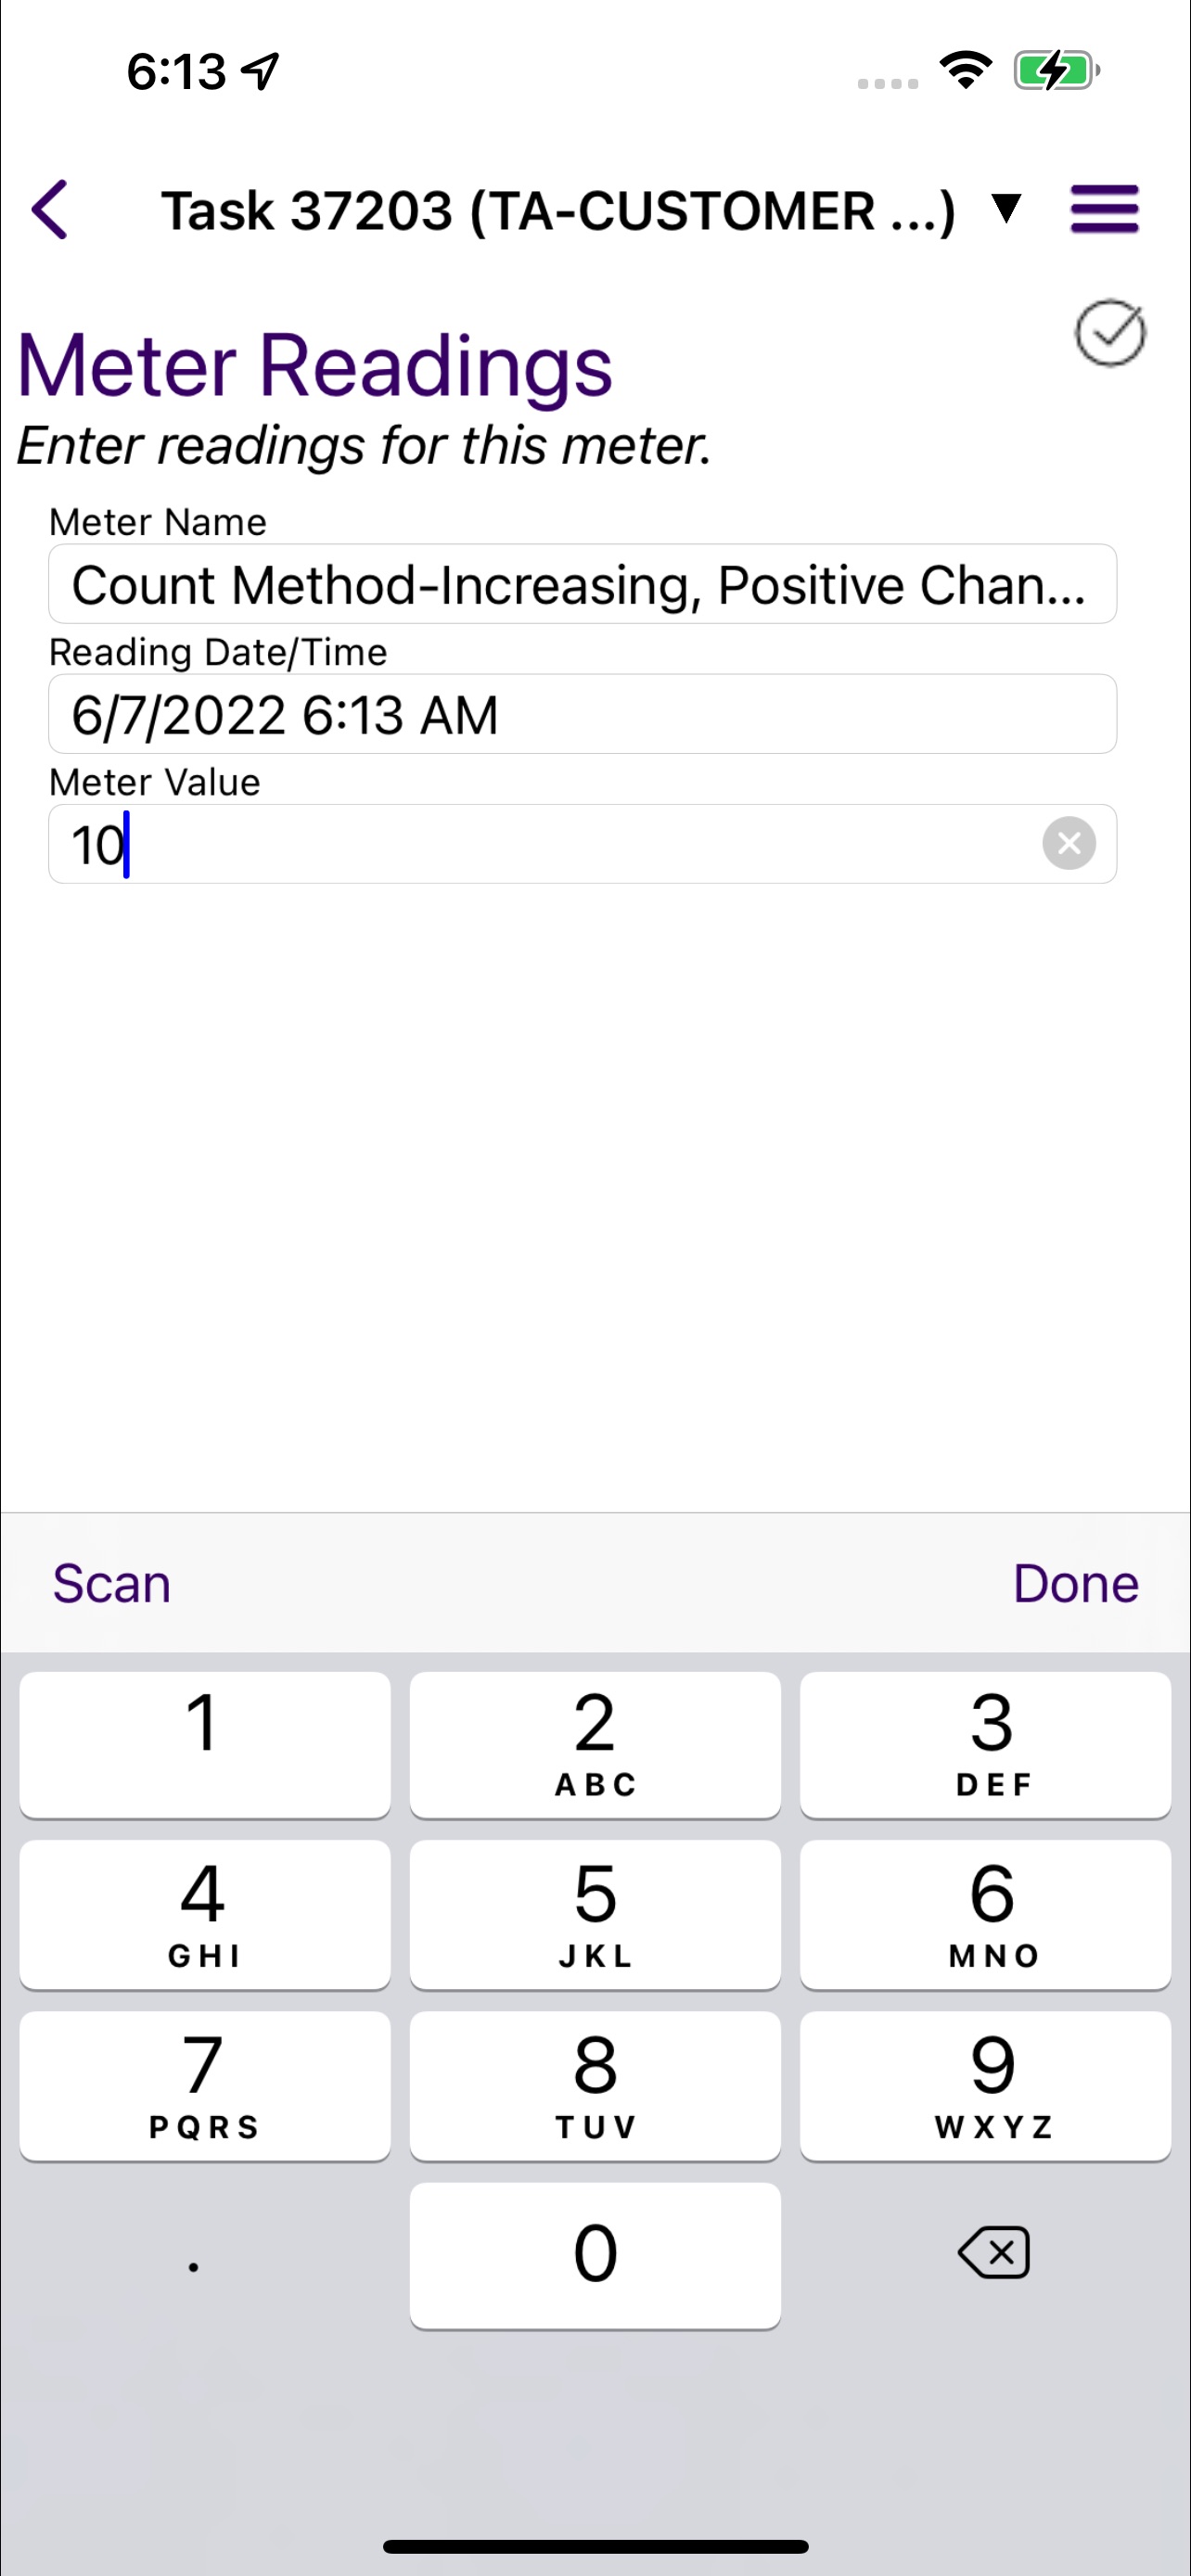 6:13
Task 37203 (TA-CUSTOMER ...) ▼
Meter Readings
Enter readings for this meter.
Meter Name
Count Method-Increasing, Positive Chan...
Reading Date/Time
6/7/2022 6:13 AM
Meter Value
10
Scan Done
1 2 3
ABC DEF
4 5 6
GHI JKL MNO
7 8 9
PQRS TUV WXYZ
. 0